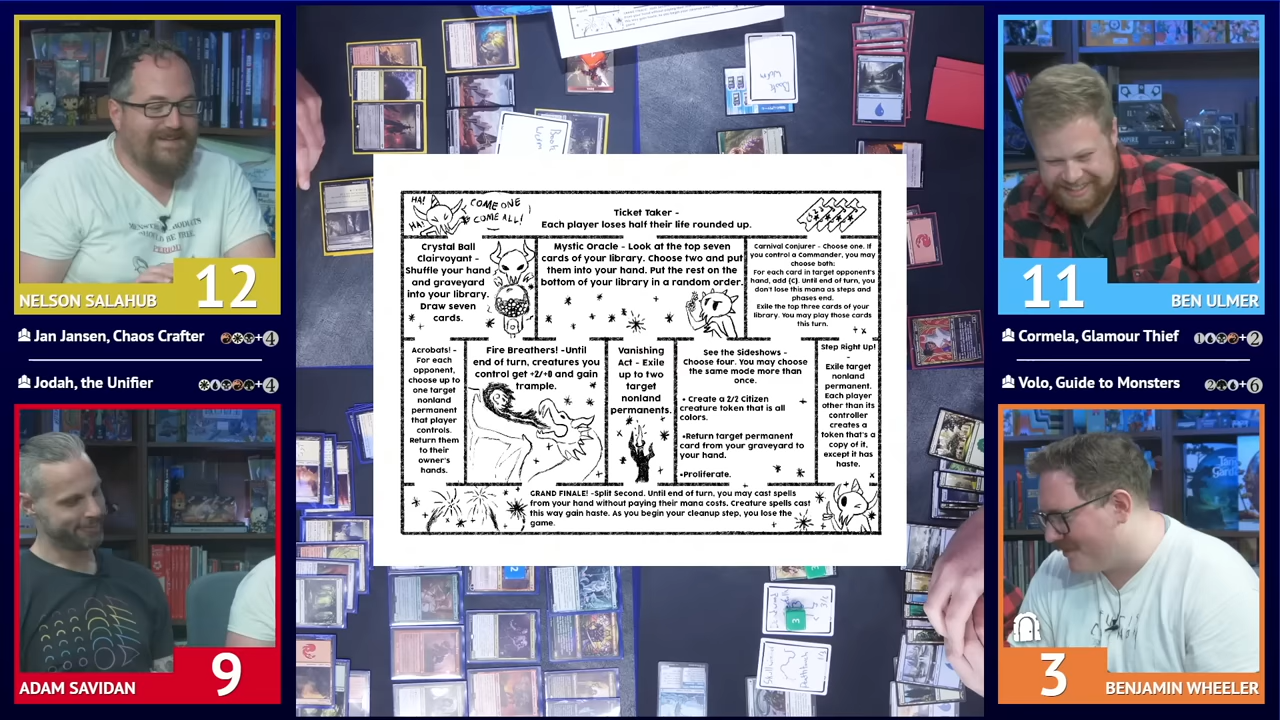 NELSON SALAHUB
12
Jan Jansen, Chaos Crafter
+4
Jodah, the Unifier
+4
ADAM SAVIDAN
9
11
BEN ULMER
Cormela, Glamour Thief
1 +2
Volo, Guide to Monsters
2 +6
3
BENJAMIN WHEELER
HA!
HA!
COME ONE
COME ALL!
Ticket Taker -
Each player loses half their life rounded up.
Crystal Ball
Clairvoyant -
Shuffle your hand
and graveyard
into your library.
Draw seven
cards.
Mystic Oracle - Look at the top seven
cards of your library. Choose two and put
them into your hand. Put the rest on the
bottom of your library in a random order.
Carnival Conjurer - Choose one. If
you control a Commander, you may
choose both:
For each card in target opponent's
hand, add {C}. Until end of turn, you
don't lose this mana as steps and
phases end.
Exile the top three cards of your
library. You may play those cards
this turn.
Acrobats! -
For each
opponent,
choose up to
one target
nonland
permanent
that player
controls.
Return them
to their
owner's
hands.
Fire Breathers! -Until
end of turn, creatures you
control get +2/+0 and gain
trample.
Vanishing
Act - Exile
up to two
target
nonland
permanents.
See the Sideshows -
Choose four. You may choose
the same mode more than
once.
• Create a 2/2 Citizen
creature token that is all
colors.
•Return target permanent
card from your graveyard to
your hand.
•Proliferate.
Step Right Up!
-
Exile target
nonland
permanent.
Each player
other than its
controller
creates a
token that's a
copy of it,
except it has
haste.
GRAND FINALE! -Split Second. Until end of turn, you may cast spells
from your hand without paying their mana costs. Creature spells cast
this way gain haste. As you begin your cleanup step, you lose the
game.